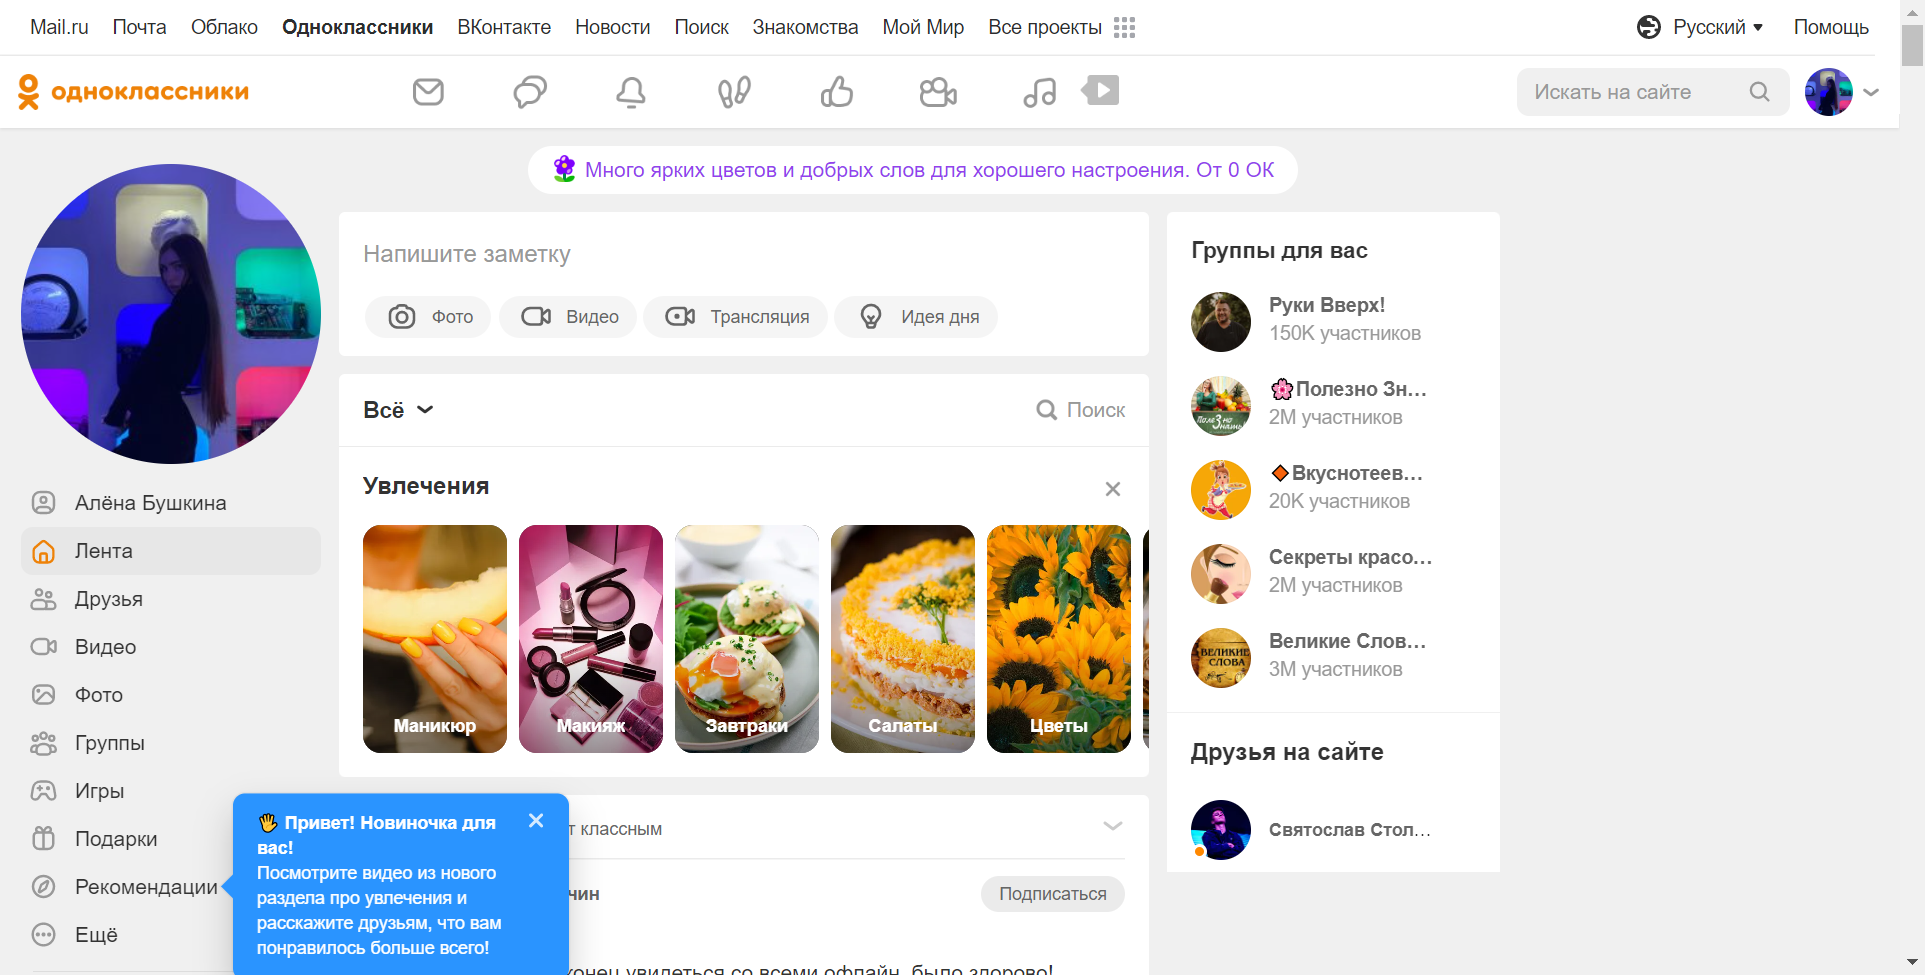 Mail.ru Почта Облако Одноклассники ВКонтакте Новости Поиск Знакомства Мой Мир Все проекты Русский Помощь
одноклассники Искать на сайте
Много ярких цветов и добрых слов для хорошего настроения. От 0 ОК
Алёна Бушкина
Лента
Друзья
Видео
Фото
Группы
Игры
Подарки
Рекомендации
Ещё
👋 Привет! Новиночка для
вас!
Посмотрите видео из нового
раздела про увлечения и
расскажите друзьям, что вам
понравилось больше всего!
Напишите заметку
Фото Видео Трансляция Идея дня
Всё Поиск
Увлечения
Маникюр Макияж Завтраки Салаты Цветы
т классным
чин Подписаться
конец увидеться со всеми офлайн, было здорово!
Группы для вас
Руки Вверх!
150K участников
🌸Полезно Зн...
2M участников
🔸Вкуснотеев...
20K участников
Секреты красо...
2M участников
ВЕЛИКИЕ
СЛОВА
Великие Слов...
3M участников
Друзья на сайте
Святослав Стол...